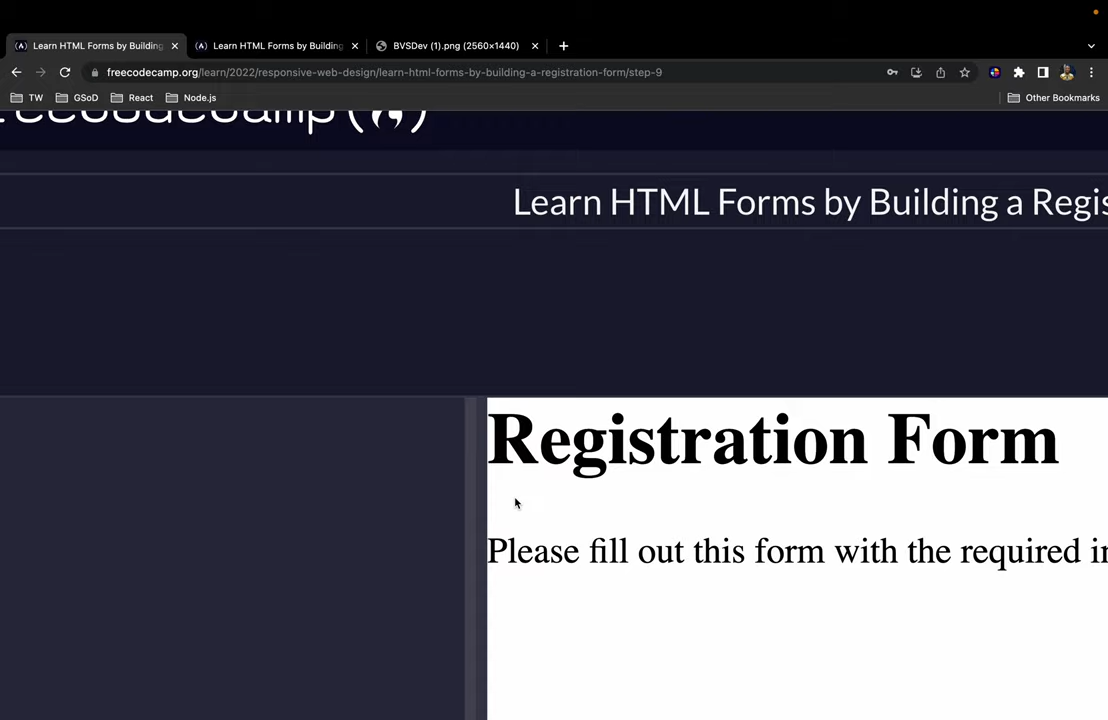 Learn HTML Forms by Building
Learn HTML Forms by Building
BVSDev (1).png (2560×1440)
freecodecamp.org/learn/2022/responsive-web-design/learn-html-forms-by-building-a-registration-form/step-9
TW
GSoD
React
Node.js
Other Bookmarks
reeCodeCamp
Learn HTML Forms by Building a Regis
Registration Form
Please fill out this form with the required in